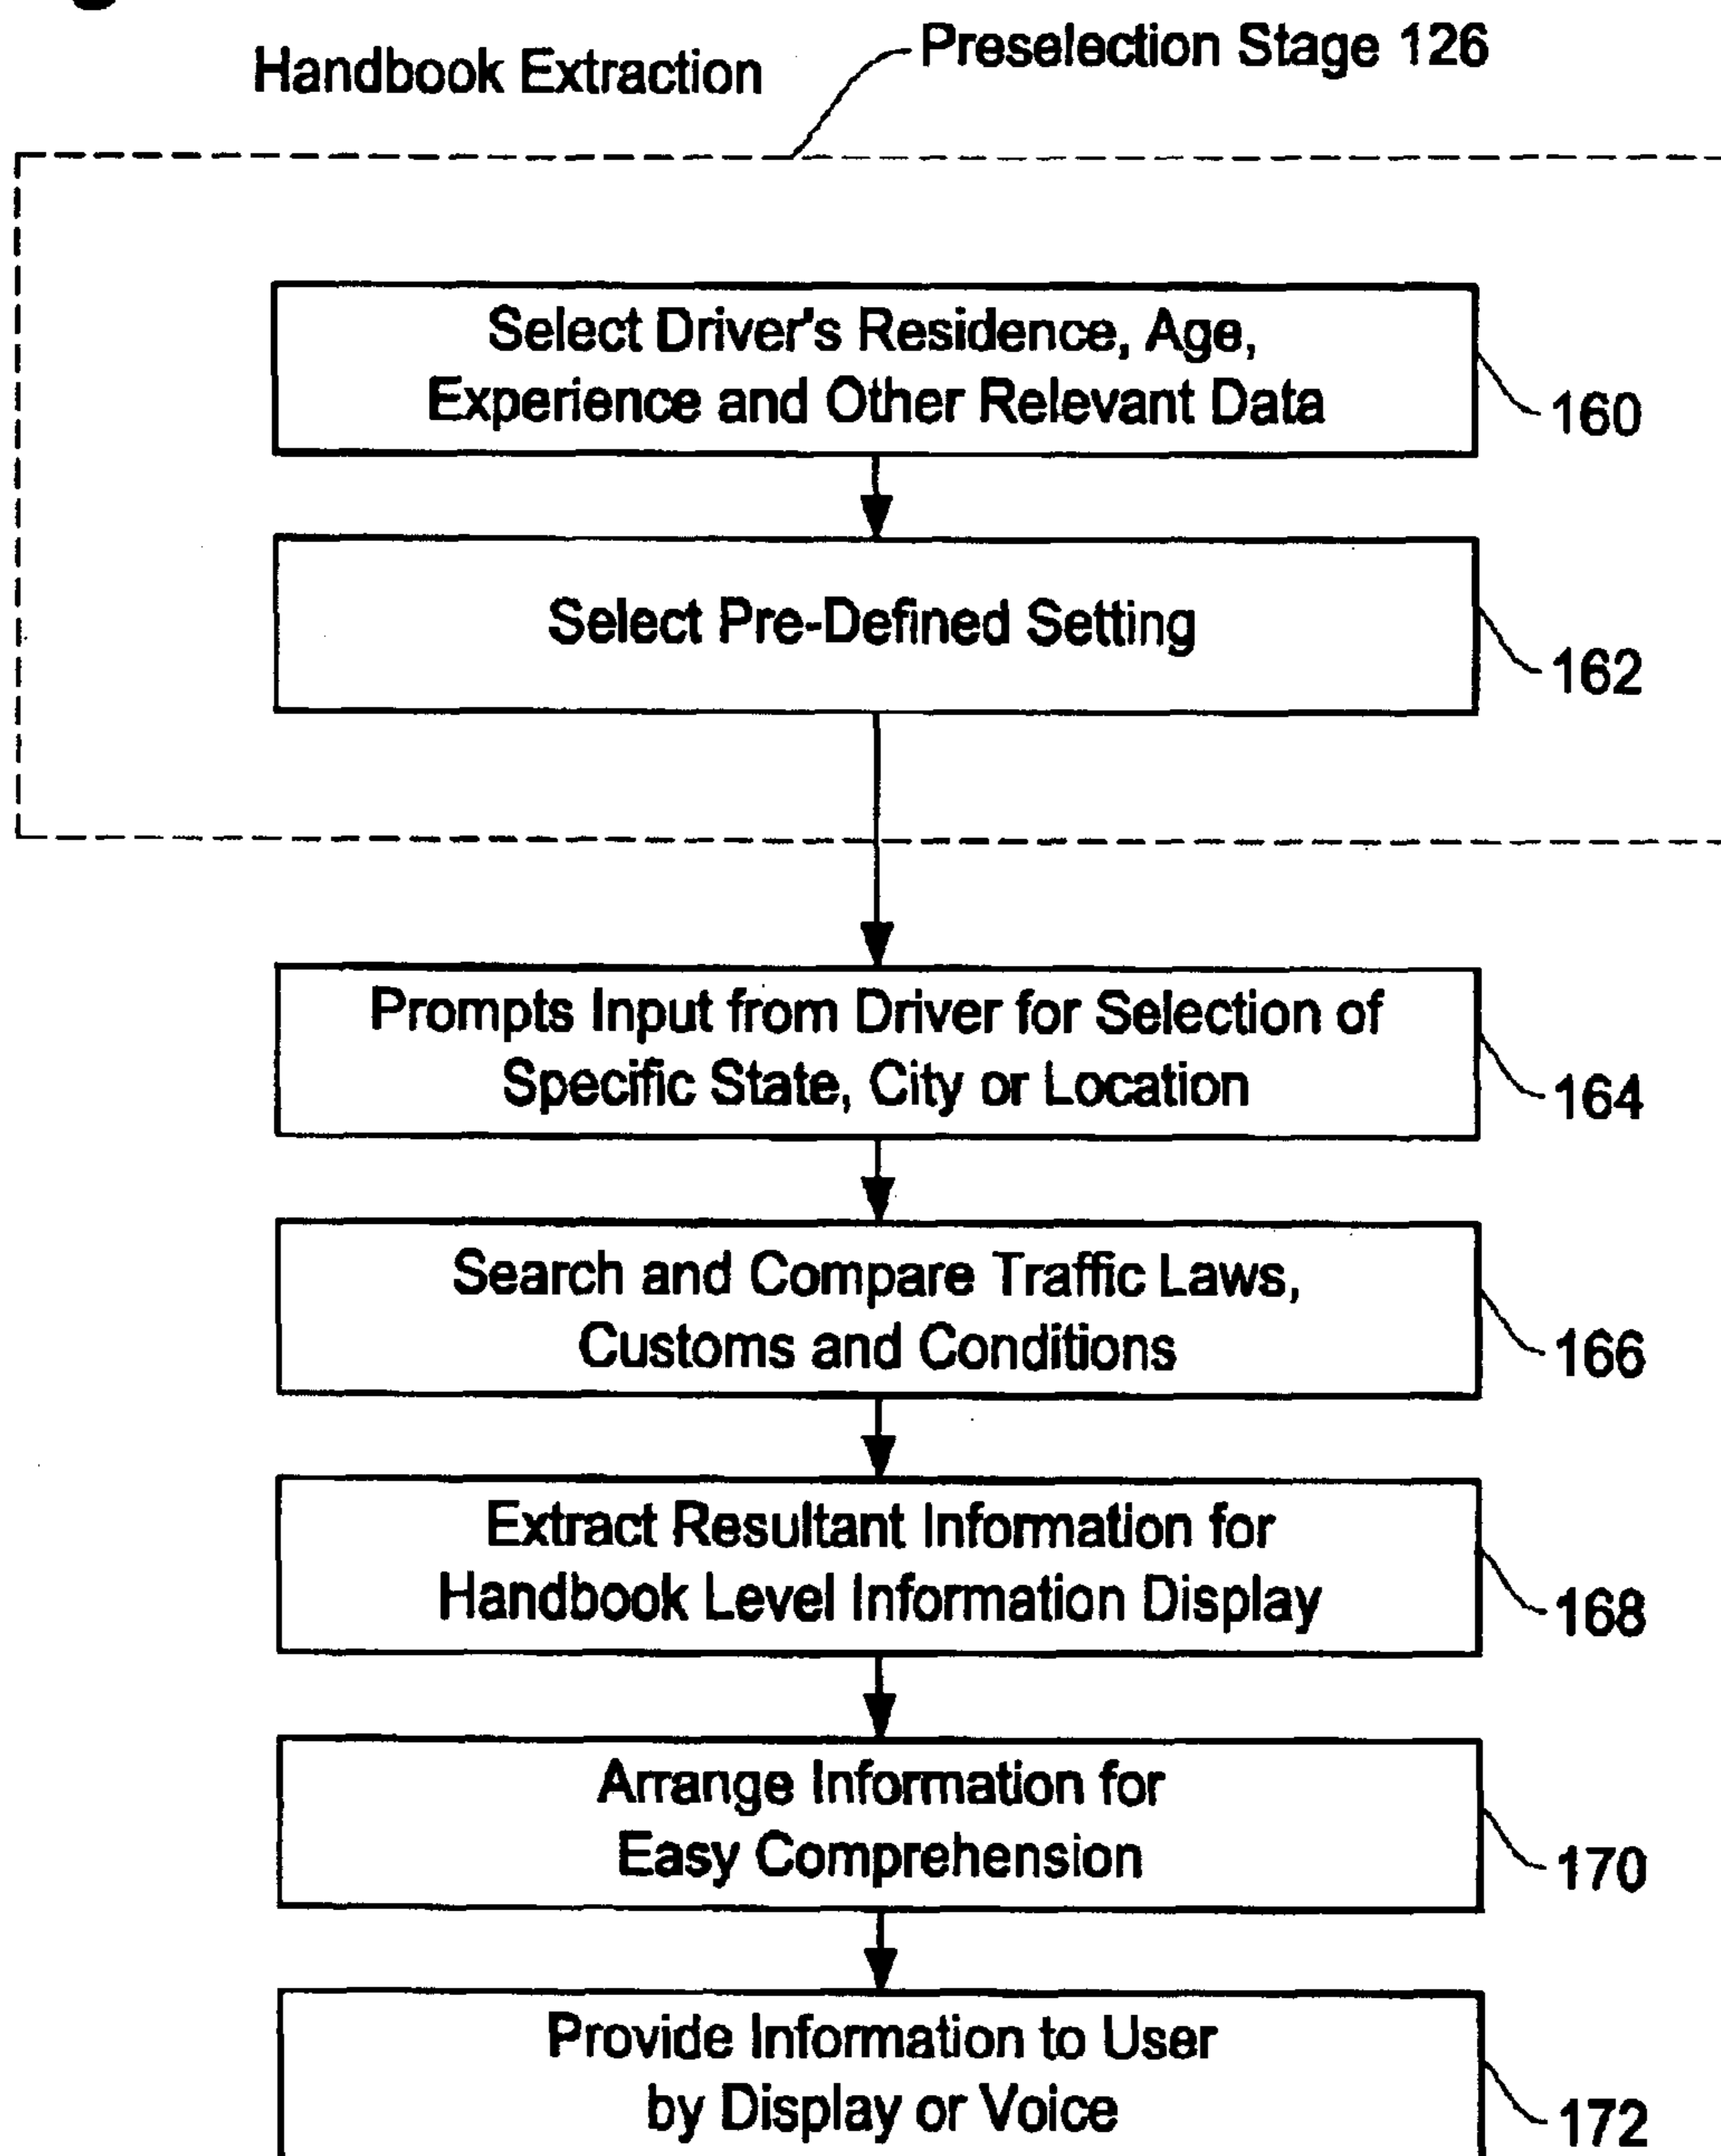 Handbook Extraction
Preselection Stage 126
Select Driver's Residence, Age,
Experience and Other Relevant Data
160
Select Pre-Defined Setting
162
Prompts Input from Driver for Selection of
Specific State, City or Location
164
Search and Compare Traffic Laws,
Customs and Conditions
166
Extract Resultant Information for
Handbook Level Information Display
168
Arrange Information for
Easy Comprehension
170
Provide Information to User
by Display or Voice
172